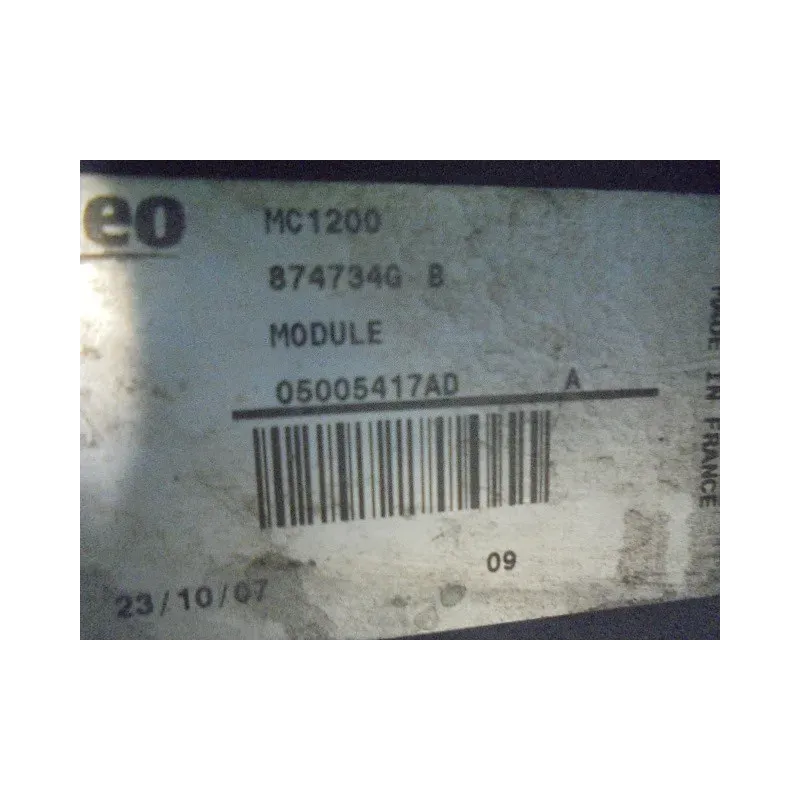 eo
MC1200
874734G B
MODULE
05005417AD A
09
23/10/07
MADE IN FRANCE